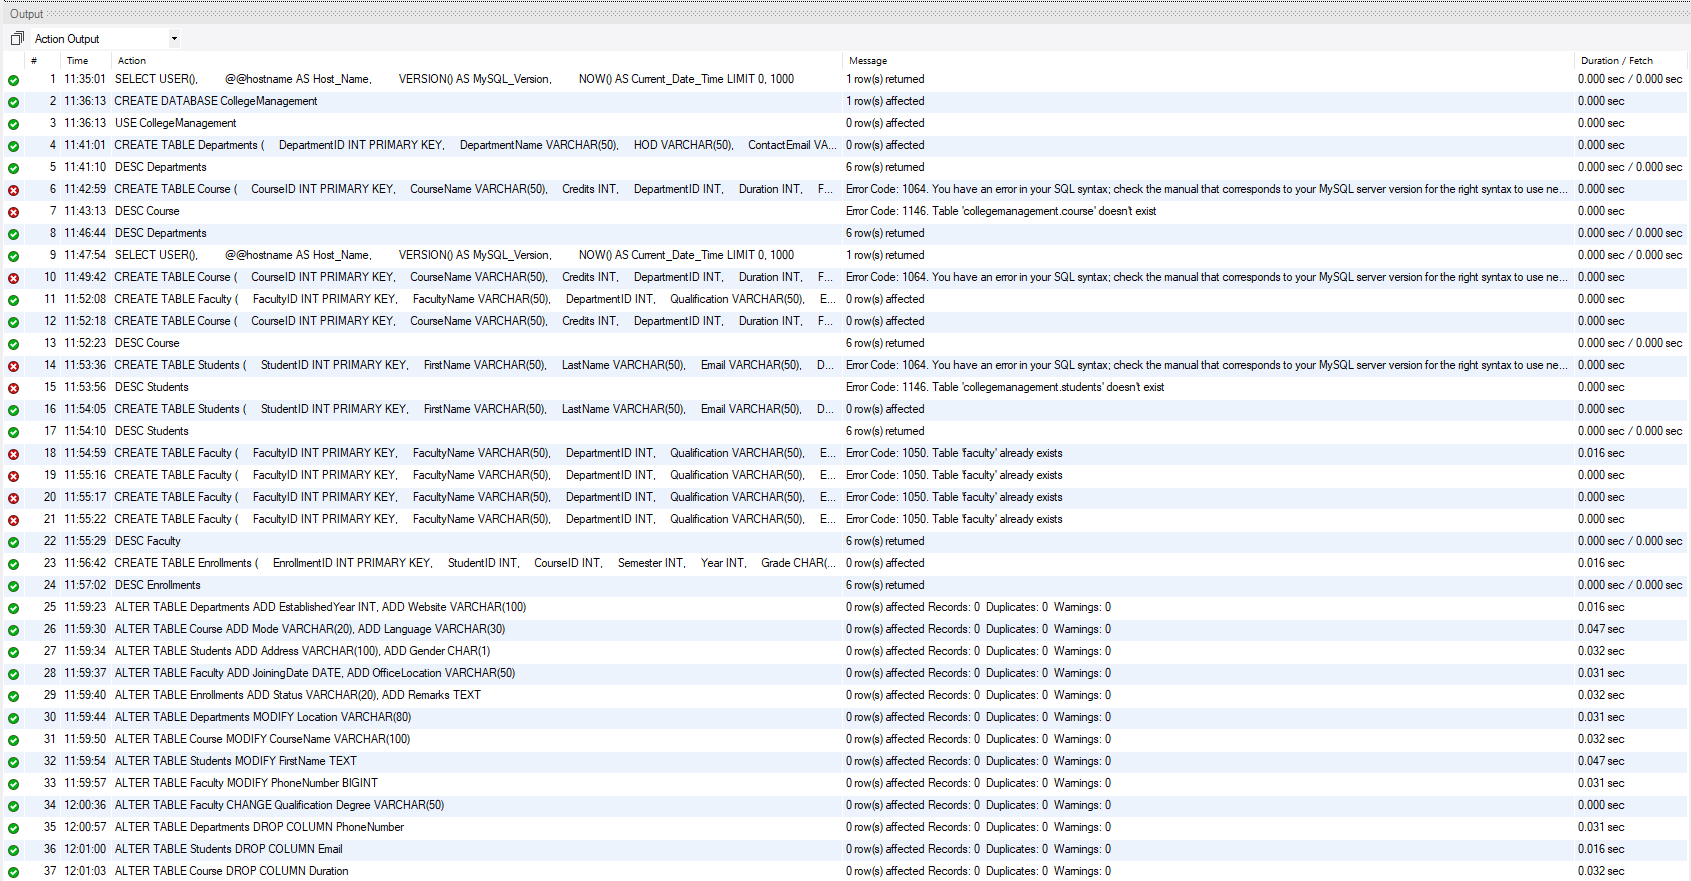 Output
Action Output
# Time Action Message Duration / Fetch
1 11:35:01 SELECT USER(), @@hostname AS Host_Name, VERSION() AS MySQL_Version, NOW() AS Current_Date_Time LIMIT 0, 1000 1 row(s) returned 0.000 sec / 0.000 sec
2 11:36:13 CREATE DATABASE CollegeManagement 1 row(s) affected 0.000 sec
3 11:36:13 USE CollegeManagement 0 row(s) affected 0.000 sec
4 11:41:01 CREATE TABLE Departments ( DepartmentID INT PRIMARY KEY, DepartmentName VARCHAR(50), HOD VARCHAR(50), ContactEmail VA... 0 row(s) affected 0.000 sec
5 11:41:10 DESC Departments 6 row(s) returned 0.000 sec / 0.000 sec
6 11:42:59 CREATE TABLE Course ( CourseID INT PRIMARY KEY, CourseName VARCHAR(50), Credits INT, DepartmentID INT, Duration INT, F... Error Code: 1064. You have an error in your SQL syntax; check the manual that corresponds to your MySQL server version for the right syntax to use ne... 0.000 sec
7 11:43:13 DESC Course Error Code: 1146. Table 'collegemanagement.course' doesn't exist 0.000 sec
8 11:46:44 DESC Departments 6 row(s) returned 0.000 sec / 0.000 sec
9 11:47:54 SELECT USER(), @@hostname AS Host_Name, VERSION() AS MySQL_Version, NOW() AS Current_Date_Time LIMIT 0, 1000 1 row(s) returned 0.000 sec / 0.000 sec
10 11:49:42 CREATE TABLE Course ( CourseID INT PRIMARY KEY, CourseName VARCHAR(50), Credits INT, DepartmentID INT, Duration INT, F... Error Code: 1064. You have an error in your SQL syntax; check the manual that corresponds to your MySQL server version for the right syntax to use ne... 0.000 sec
11 11:52:08 CREATE TABLE Faculty ( FacultyID INT PRIMARY KEY, FacultyName VARCHAR(50), DepartmentID INT, Qualification VARCHAR(50), E... 0 row(s) affected 0.000 sec
12 11:52:18 CREATE TABLE Course ( CourseID INT PRIMARY KEY, CourseName VARCHAR(50), Credits INT, DepartmentID INT, Duration INT, F... 0 row(s) affected 0.000 sec
13 11:52:23 DESC Course 6 row(s) returned 0.000 sec / 0.000 sec
14 11:53:36 CREATE TABLE Students ( StudentID INT PRIMARY KEY, FirstName VARCHAR(50), LastName VARCHAR(50), Email VARCHAR(50), D... Error Code: 1064. You have an error in your SQL syntax; check the manual that corresponds to your MySQL server version for the right syntax to use ne... 0.000 sec
15 11:53:56 DESC Students Error Code: 1146. Table 'collegemanagement.students' doesn't exist 0.000 sec
16 11:54:05 CREATE TABLE Students ( StudentID INT PRIMARY KEY, FirstName VARCHAR(50), LastName VARCHAR(50), Email VARCHAR(50), D... 0 row(s) affected 0.000 sec
17 11:54:10 DESC Students 6 row(s) returned 0.000 sec / 0.000 sec
18 11:54:59 CREATE TABLE Faculty ( FacultyID INT PRIMARY KEY, FacultyName VARCHAR(50), DepartmentID INT, Qualification VARCHAR(50), E... Error Code: 1050. Table 'faculty' already exists 0.016 sec
19 11:55:16 CREATE TABLE Faculty ( FacultyID INT PRIMARY KEY, FacultyName VARCHAR(50), DepartmentID INT, Qualification VARCHAR(50), E... Error Code: 1050. Table 'faculty' already exists 0.000 sec
20 11:55:17 CREATE TABLE Faculty ( FacultyID INT PRIMARY KEY, FacultyName VARCHAR(50), DepartmentID INT, Qualification VARCHAR(50), E... Error Code: 1050. Table 'faculty' already exists 0.000 sec
21 11:55:22 CREATE TABLE Faculty ( FacultyID INT PRIMARY KEY, FacultyName VARCHAR(50), DepartmentID INT, Qualification VARCHAR(50), E... Error Code: 1050. Table 'faculty' already exists 0.000 sec
22 11:55:29 DESC Faculty 6 row(s) returned 0.000 sec / 0.000 sec
23 11:56:42 CREATE TABLE Enrollments ( EnrollmentID INT PRIMARY KEY, StudentID INT, CourseID INT, Semester INT, Year INT, Grade CHAR(... 0 row(s) affected 0.016 sec
24 11:57:02 DESC Enrollments 6 row(s) returned 0.000 sec / 0.000 sec
25 11:59:23 ALTER TABLE Departments ADD EstablishedYear INT, ADD Website VARCHAR(100) 0 row(s) affected Records: 0 Duplicates: 0 Warnings: 0 0.016 sec
26 11:59:30 ALTER TABLE Course ADD Mode VARCHAR(20), ADD Language VARCHAR(30) 0 row(s) affected Records: 0 Duplicates: 0 Warnings: 0 0.047 sec
27 11:59:34 ALTER TABLE Students ADD Address VARCHAR(100), ADD Gender CHAR(1) 0 row(s) affected Records: 0 Duplicates: 0 Warnings: 0 0.032 sec
28 11:59:37 ALTER TABLE Faculty ADD JoiningDate DATE, ADD OfficeLocation VARCHAR(50) 0 row(s) affected Records: 0 Duplicates: 0 Warnings: 0 0.031 sec
29 11:59:40 ALTER TABLE Enrollments ADD Status VARCHAR(20), ADD Remarks TEXT 0 row(s) affected Records: 0 Duplicates: 0 Warnings: 0 0.032 sec
30 11:59:44 ALTER TABLE Departments MODIFY Location VARCHAR(80) 0 row(s) affected Records: 0 Duplicates: 0 Warnings: 0 0.031 sec
31 11:59:50 ALTER TABLE Course MODIFY CourseName VARCHAR(100) 0 row(s) affected Records: 0 Duplicates: 0 Warnings: 0 0.032 sec
32 11:59:54 ALTER TABLE Students MODIFY FirstName TEXT 0 row(s) affected Records: 0 Duplicates: 0 Warnings: 0 0.047 sec
33 11:59:57 ALTER TABLE Faculty MODIFY PhoneNumber BIGINT 0 row(s) affected Records: 0 Duplicates: 0 Warnings: 0 0.031 sec
34 12:00:36 ALTER TABLE Faculty CHANGE Qualification Degree VARCHAR(50) 0 row(s) affected Records: 0 Duplicates: 0 Warnings: 0 0.000 sec
35 12:00:57 ALTER TABLE Departments DROP COLUMN PhoneNumber 0 row(s) affected Records: 0 Duplicates: 0 Warnings: 0 0.031 sec
36 12:01:00 ALTER TABLE Students DROP COLUMN Email 0 row(s) affected Records: 0 Duplicates: 0 Warnings: 0 0.016 sec
37 12:01:03 ALTER TABLE Course DROP COLUMN Duration 0 row(s) affected Records: 0 Duplicates: 0 Warnings: 0 0.032 sec